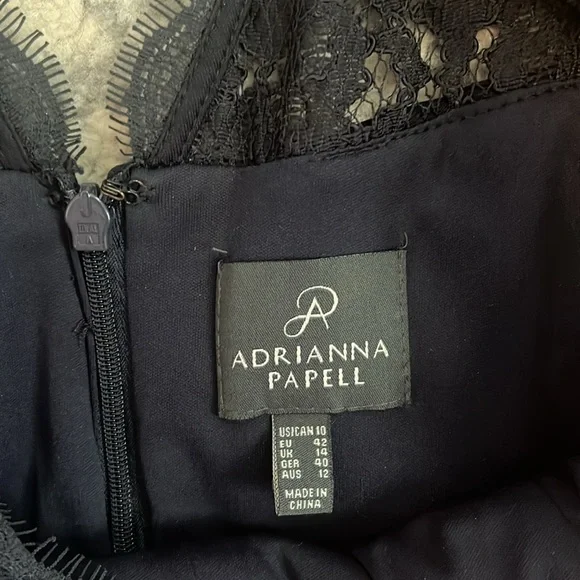 ADRIANNA
PAPELL
US|CAN 10
EU 42
UK 14
GER 40
AUS 12
MADE IN
CHINA